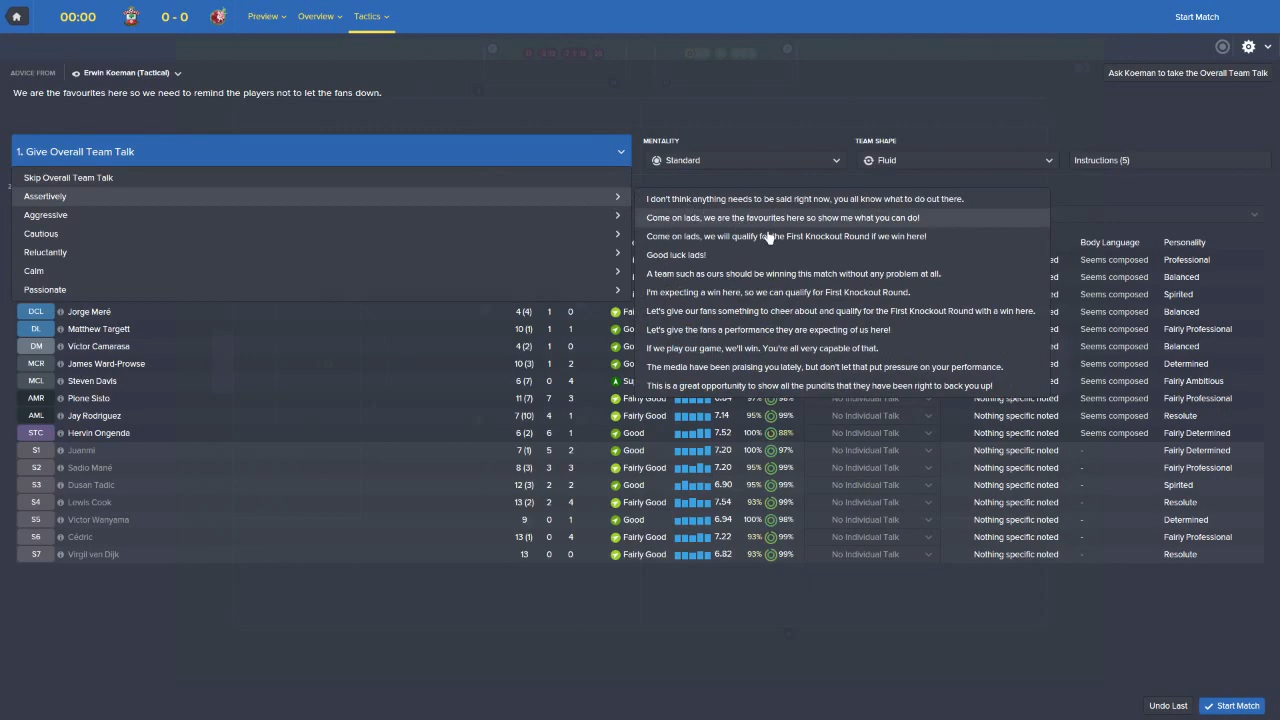 00:00
0 - 0
Preview
Overview
Tactics
Start Match
ADVICE FROM
Erwin Koeman (Tactical)
Ask Koeman to take the Overall Team Talk
We are the favourites here so we need to remind the players not to let the fans down.
1. Give Overall Team Talk
MENTALITY
Standard
TEAM SHAPE
Fluid
Instructions (5)
Skip Overall Team Talk
Assertively
Aggressive
Cautious
Reluctantly
Calm
Passionate
I don't think anything needs to be said right now, you all know what to do out there.
Come on lads, we are the favourites here so show me what you can do!
Come on lads, we will qualify for the First Knockout Round if we win here!
Good luck lads!
A team such as ours should be winning this match without any problem at all.
I'm expecting a win here, so we can qualify for First Knockout Round.
Let's give our fans something to cheer about and qualify for the First Knockout Round with a win here.
Let's give the fans a performance they are expecting of us here!
If we play our game, we'll win. You're all very capable of that.
The media have been praising you lately, but don't let that put pressure on your performance.
This is a great opportunity to show all the pundits that they have been right to back you up!
Body Language Personality
Seems composed Professional
Seems composed Balanced
Seems composed Spirited
DCL Jorge Meré 4 (4) 1 0 Seems composed Balanced
DL Matthew Targett 10 (1) 1 1 Seems composed Fairly Professional
DM Víctor Camarasa 4 (2) 1 0 Seems composed Balanced
MCR James Ward-Prowse 10 (3) 1 2 Seems composed Determined
MCL Steven Davis 6 (7) 0 4 Seems composed Fairly Ambitious
AMR Pione Sisto 11 (7) 7 3 Fairly Good 6.84 97% 98% No Individual Talk Nothing specific noted Seems composed Fairly Professional
AML Jay Rodriguez 7 (10) 4 1 Fairly Good 7.14 95% 99% No Individual Talk Nothing specific noted Seems composed Resolute
STC Hervin Ongenda 6 (2) 6 1 Good 7.52 100% 88% No Individual Talk Nothing specific noted Seems composed Fairly Determined
S1 Juanmi 7 (1) 5 2 Good 7.20 100% 97% No Individual Talk Nothing specific noted - Fairly Determined
S2 Sadio Mané 8 (3) 3 3 Fairly Good 7.20 95% 99% No Individual Talk Nothing specific noted - Fairly Professional
S3 Dusan Tadic 12 (3) 2 2 Good 6.90 95% 99% No Individual Talk Nothing specific noted - Spirited
S4 Lewis Cook 13 (2) 2 4 Fairly Good 7.54 93% 99% No Individual Talk Nothing specific noted - Resolute
S5 Victor Wanyama 9 0 1 Good 6.94 100% 98% No Individual Talk Nothing specific noted - Determined
S6 Cédric 13 (1) 0 4 Fairly Good 7.22 93% 99% No Individual Talk Nothing specific noted - Fairly Professional
S7 Virgil van Dijk 13 0 0 Fairly Good 6.82 93% 99% No Individual Talk Nothing specific noted - Resolute
Undo Last
Start Match